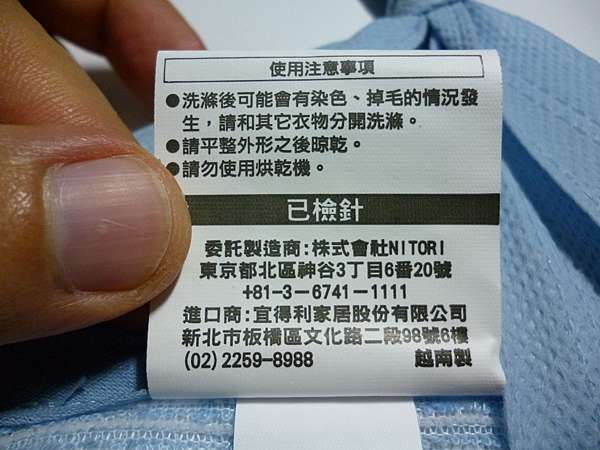 使用注意事項
●洗滌後可能會有染色、掉毛的情況發
生，請和其它衣物分開洗滌。
●請平整外形之後晾乾。
●請勿使用烘乾機。
已檢針
委託製造商:株式會社NITORI
東京都北區神谷3丁目6番20號
+81-3-6741-1111
進口商:宜得利家居股份有限公司
新北市板橋區文化路二段98號6樓
(02)2259-8988 越南製